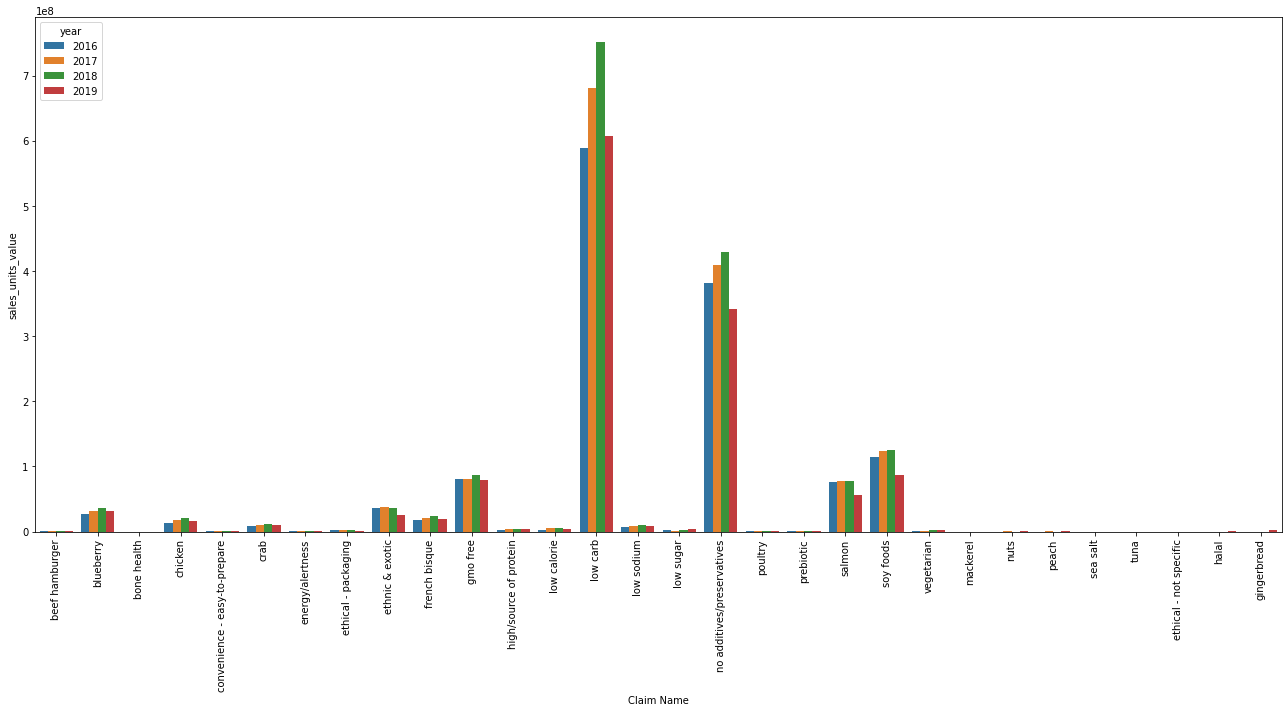 1e8
year
2016
2017
2018
2019
7
6
5
4
3
2
1
0
sales_units_value
beef hamburger
blueberry
bone health
chicken
convenience - easy-to-prepare
crab
energy/alertness
ethical - packaging
ethnic & exotic
french bisque
gmo free
high/source of protein
low calorie
low carb
low sodium
low sugar
no additives/preservatives
poultry
prebiotic
salmon
soy foods
vegetarian
mackerel
nuts
peach
sea salt
tuna
ethical - not specific
halal
gingerbread
Claim Name